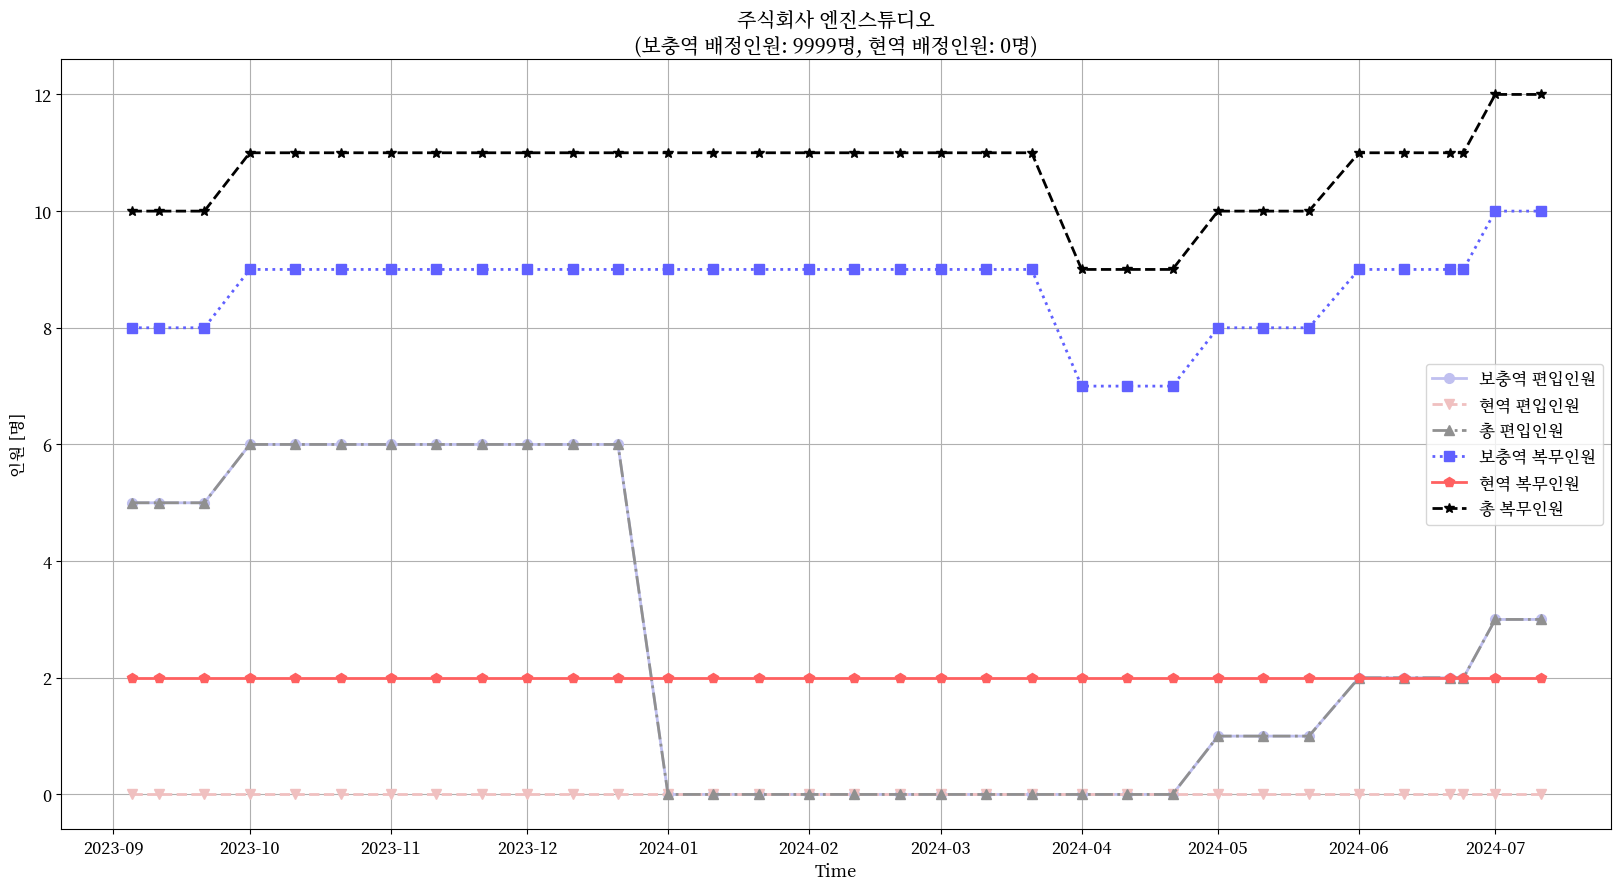 주식회사 엔진스튜디오
(보충역 배정인원: 9999명, 현역 배정인원: 0명)
인원 [명]
12
10
8
6
4
2
0
보충역 편입인원
현역 편입인원
총 편입인원
보충역 복무인원
현역 복무인원
총 복무인원
2023-09
2023-10
2023-11
2023-12
2024-01
2024-02
2024-03
2024-04
2024-05
2024-06
2024-07
Time